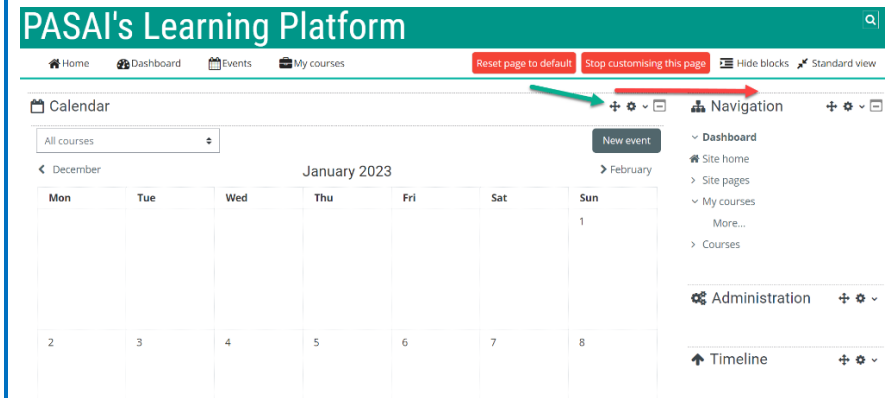 PASAI's Learning Platform
Home Dashboard Events My courses Reset page to default Stop customising this page Hide blocks Standard view
Calendar
All courses New event
December January 2023 February
Mon Tue Wed Thu Fri Sat Sun
1
2 3 4 5 6 7 8
Navigation
Dashboard
Site home
Site pages
My courses
More...
Courses
Administration
Timeline